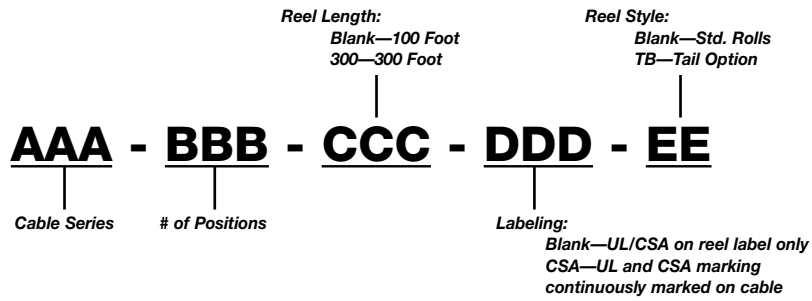 Reel Length:
Blank—100 Foot
300—300 Foot
Reel Style:
Blank—Std. Rolls
TB—Tail Option
AAA - BBB - CCC - DDD - EE
Cable Series
# of Positions
Labeling:
Blank—UL/CSA on reel label only
CSA—UL and CSA marking
continuously marked on cable